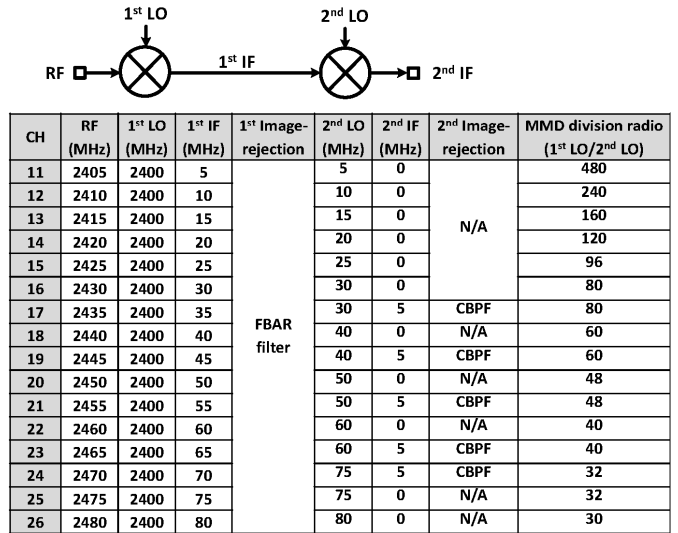 1st LO 2nd LO
RF 1st IF 2nd IF
CH RF (MHz) 1st LO (MHz) 1st IF (MHz) 1st Image-rejection 2nd LO (MHz) 2nd IF (MHz) 2nd Image-rejection MMD division radio (1st LO/2nd LO)
11 2405 2400 5 5 0 480
12 2410 2400 10 10 0 240
13 2415 2400 15 15 0 160
N/A
14 2420 2400 20 20 0 120
15 2425 2400 25 25 0 96
16 2430 2400 30 30 0 80
17 2435 2400 35 30 5 CBPF 80
FBAR filter
18 2440 2400 40 40 0 N/A 60
19 2445 2400 45 40 5 CBPF 60
20 2450 2400 50 50 0 N/A 48
21 2455 2400 55 50 5 CBPF 48
22 2460 2400 60 60 0 N/A 40
23 2465 2400 65 60 5 CBPF 40
24 2470 2400 70 75 5 CBPF 32
25 2475 2400 75 75 0 N/A 32
26 2480 2400 80 80 0 N/A 30